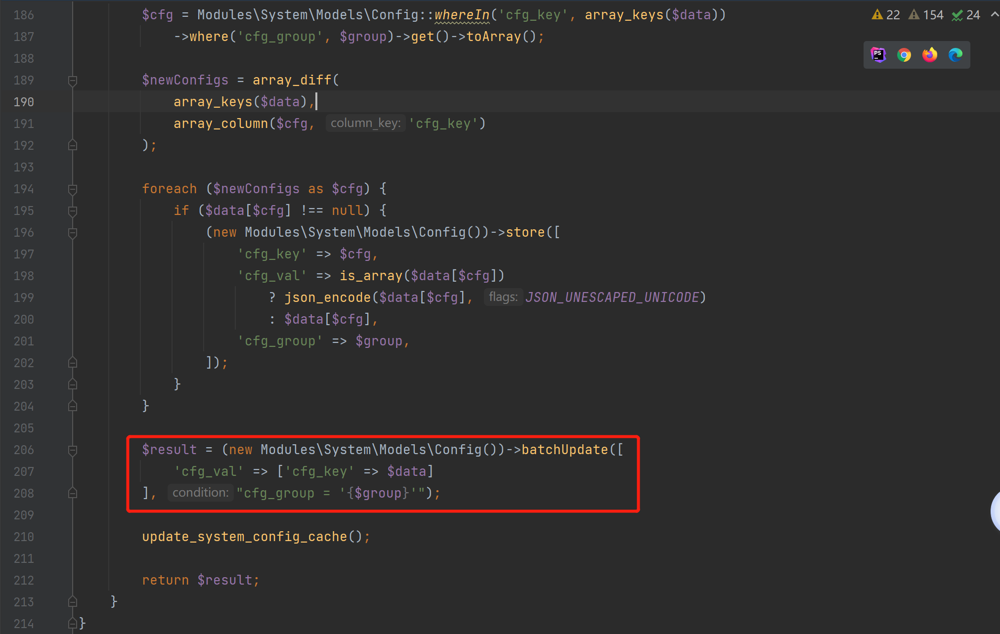 186 $cfg = Modules\System\Models\Config::whereIn('cfg_key', array_keys($data))
22 154 24
187 ->where('cfg_group', $group)->get()->toArray();
188
PS
189 $newConfigs = array_diff(
190 array_keys($data),
191 array_column($cfg, column_key: 'cfg_key')
192 );
193
194 foreach ($newConfigs as $cfg) {
195 if ($data[$cfg] !== null) {
196 (new Modules\System\Models\Config())->store([
197 'cfg_key' => $cfg,
198 'cfg_val' => is_array($data[$cfg])
199 ? json_encode($data[$cfg], flags: JSON_UNESCAPED_UNICODE)
200 : $data[$cfg],
201 'cfg_group' => $group,
202 ]);
203 }
204 }
205
206 $result = (new Modules\System\Models\Config())->batchUpdate([
207 'cfg_val' => ['cfg_key' => $data]
208 ], condition: "cfg_group = '{$group}'");
209
210 update_system_config_cache();
211
212 return $result;
213 }
214 }